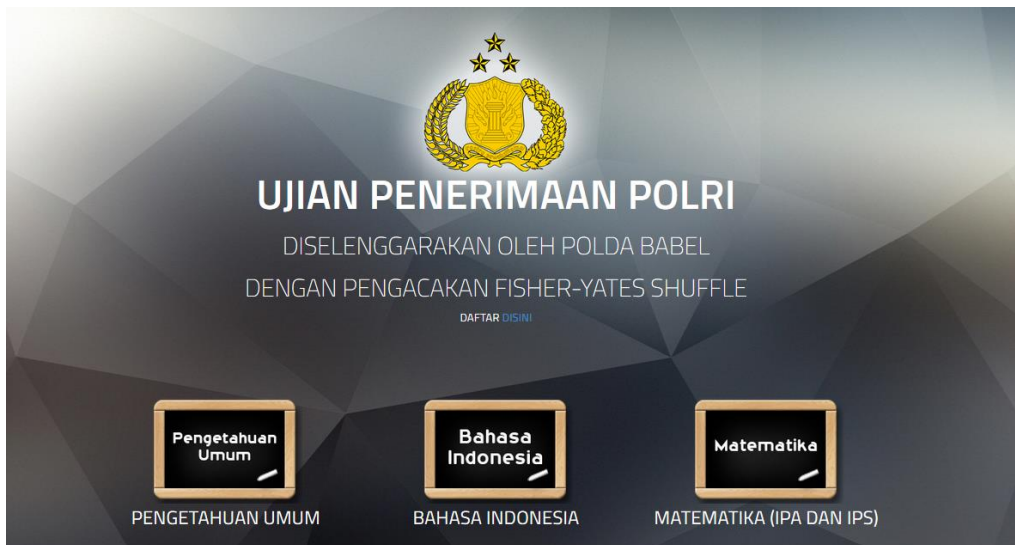 UJIAN PENERIMAAN POLRI
DISELENGGARAKAN OLEH POLDA BABEL
DENGAN PENGACAKAN FISHER-YATES SHUFFLE
DAFTAR DISINI
Pengetahuan
Umum
PENGETAHUAN UMUM
Bahasa
Indonesia
BAHASA INDONESIA
Matematika
MATEMATIKA (IPA DAN IPS)